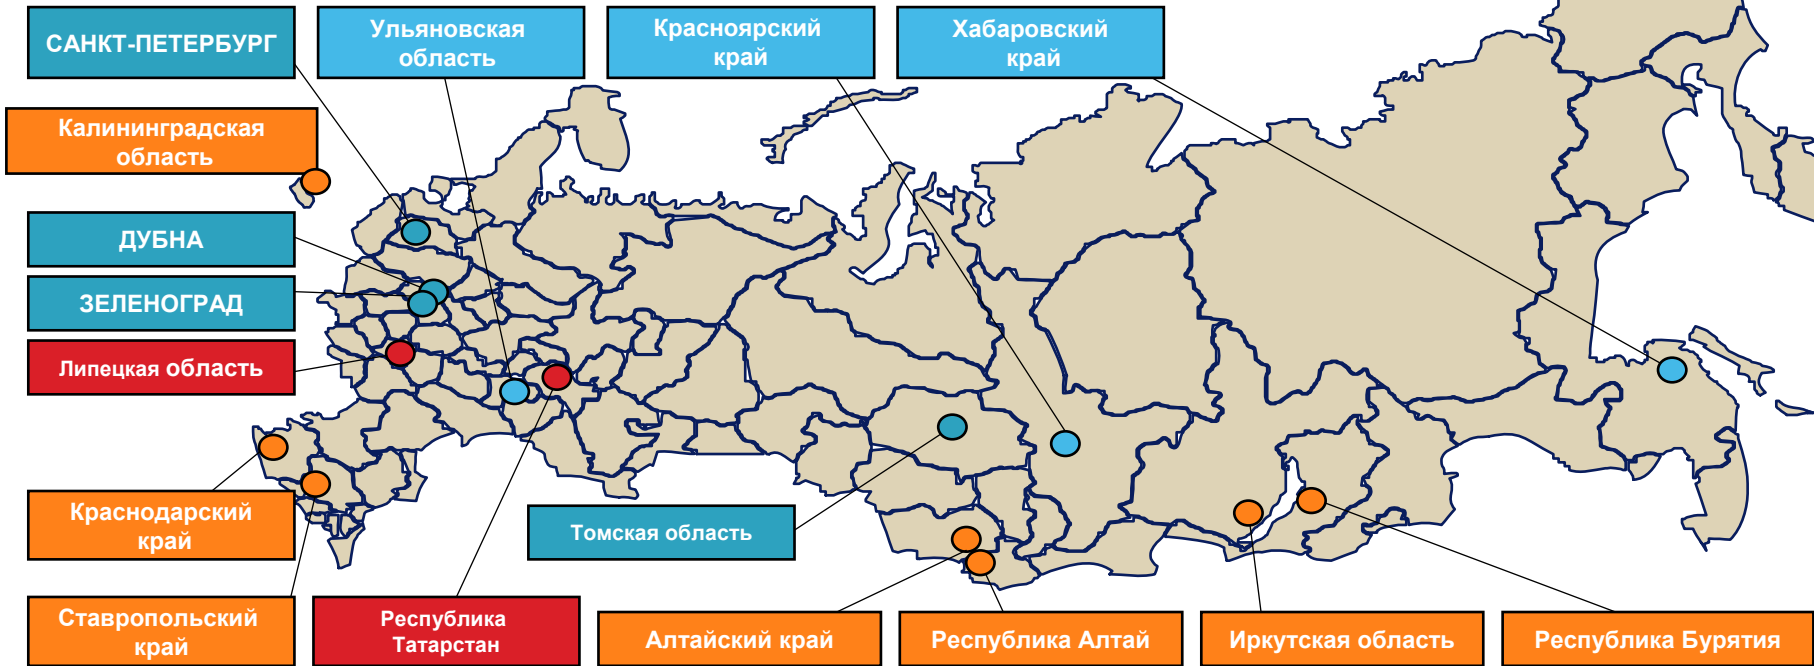 САНКТ-ПЕТЕРБУРГ
Ульяновская
область
Красноярский
край
Хабаровский
край
Калининградская
область
ДУБНА
ЗЕЛЕНОГРАД
Липецкая область
Краснодарский
край
Томская область
Ставропольский
край
Республика
Татарстан
Алтайский край
Республика Алтай
Иркутская область
Республика Бурятия